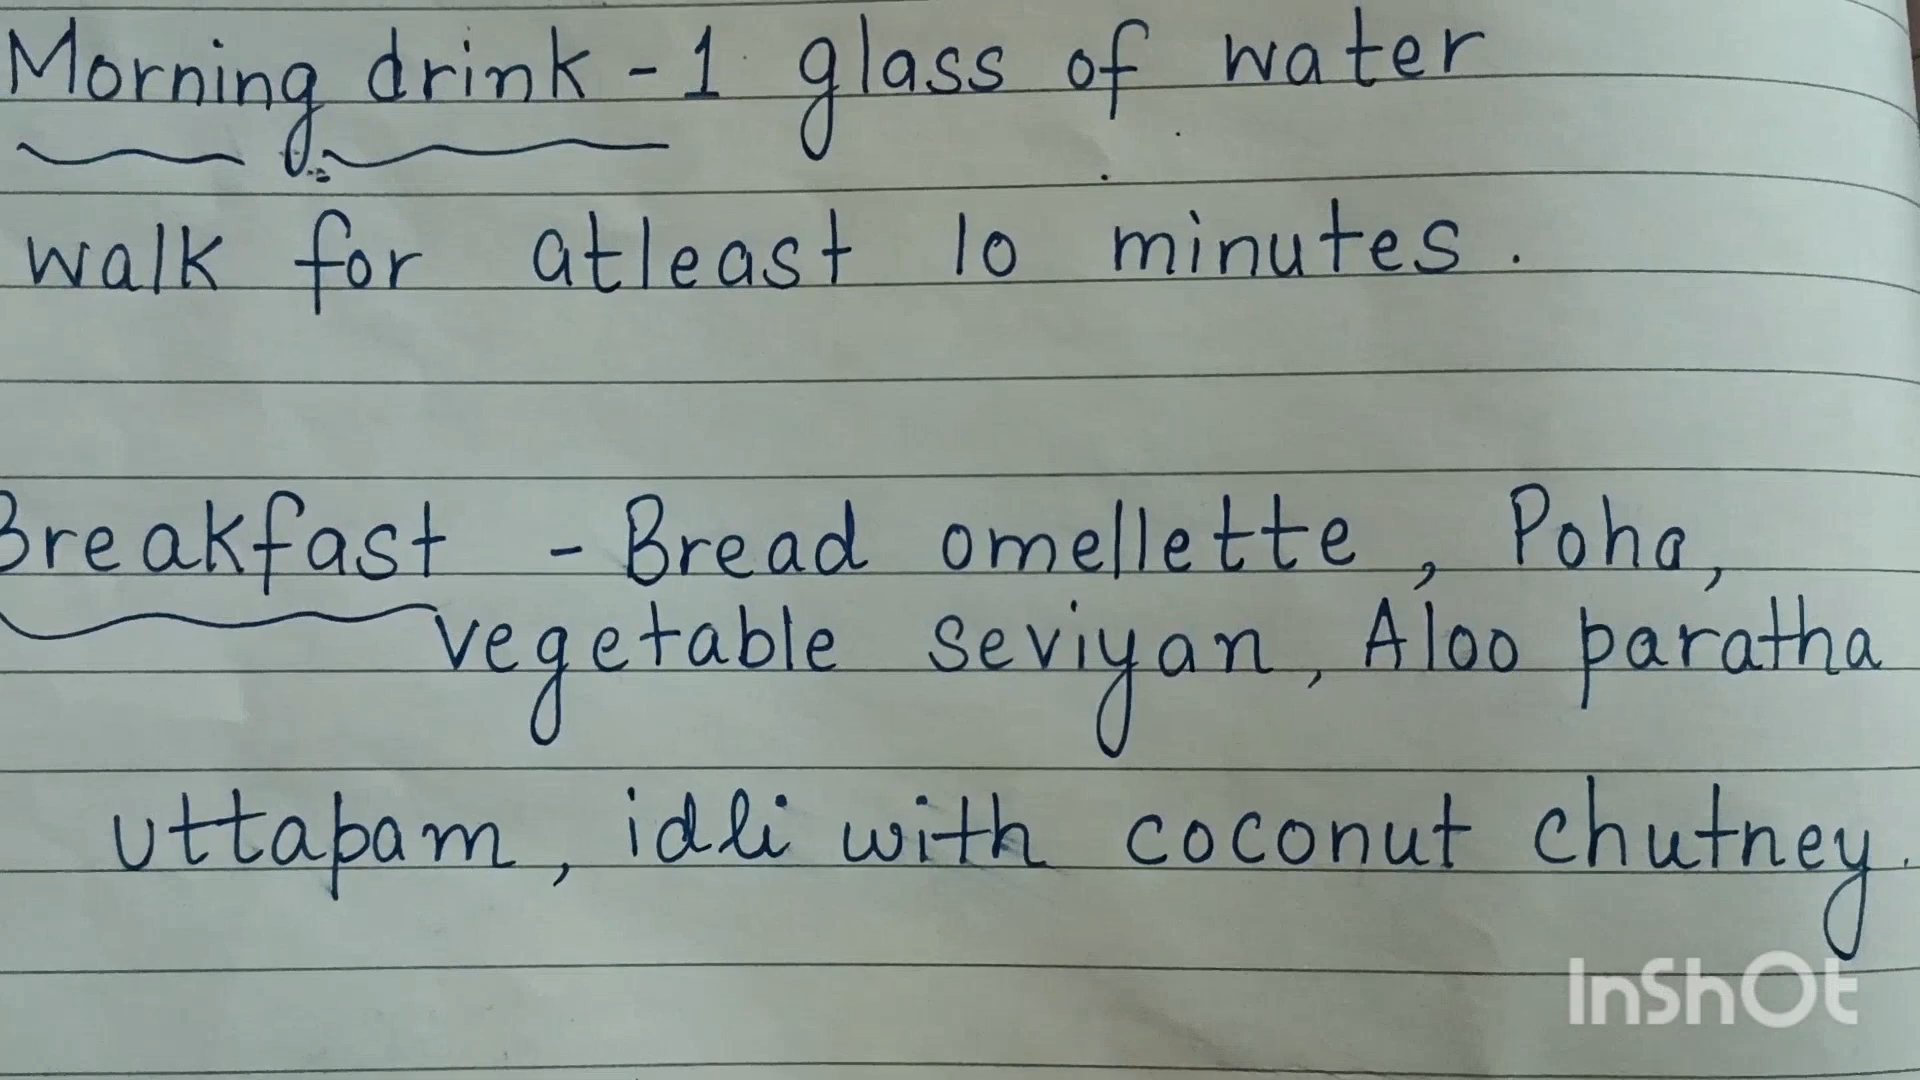 Morning drink - 1 glass of water
walk for atleast 10 minutes.
Breakfast - Bread omellette, Poha,
vegetable seviyan, Aloo paratha
uttapam, idli with coconut chutney.
InShOt